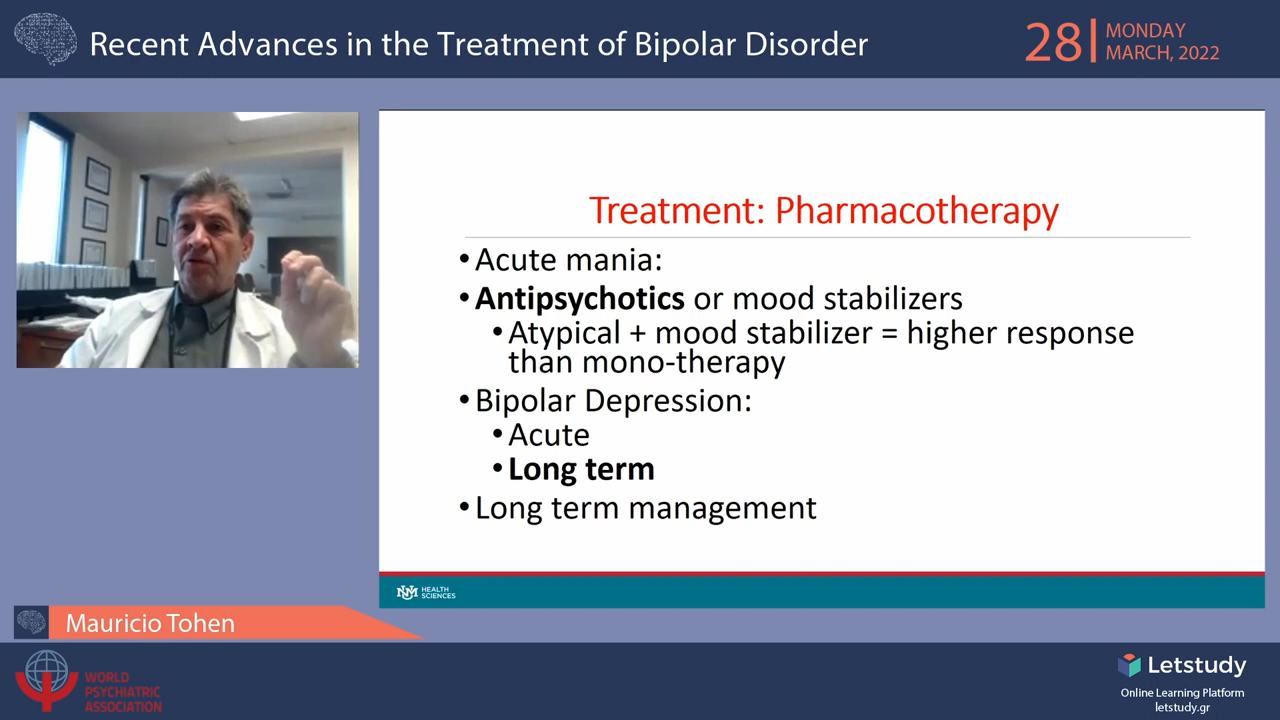 Recent Advances in the Treatment of Bipolar Disorder
28
MONDAY
MARCH, 2022
Treatment: Pharmacotherapy
• Acute mania:
• Antipsychotics or mood stabilizers
• Atypical + mood stabilizer = higher response
than mono-therapy
• Bipolar Depression:
• Acute
• Long term
• Long term management
UNM
HEALTH
SCIENCES
Mauricio Tohen
WORLD
PSYCHIATRIC
ASSOCIATION
Letstudy
Online Learning Platform
letstudy.gr